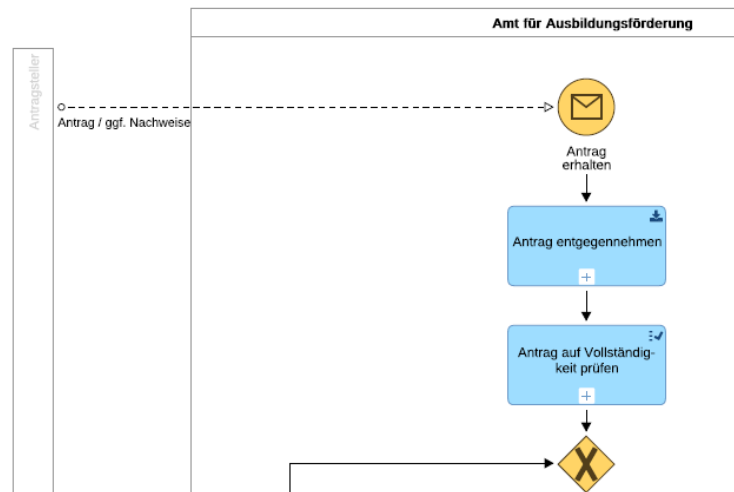 Amt für Ausbildungsförderung
Antragsteller
Antrag / ggf. Nachweise
Antrag
erhalten
Antrag entgegennehmen
Antrag auf Vollständig-
keit prüfen